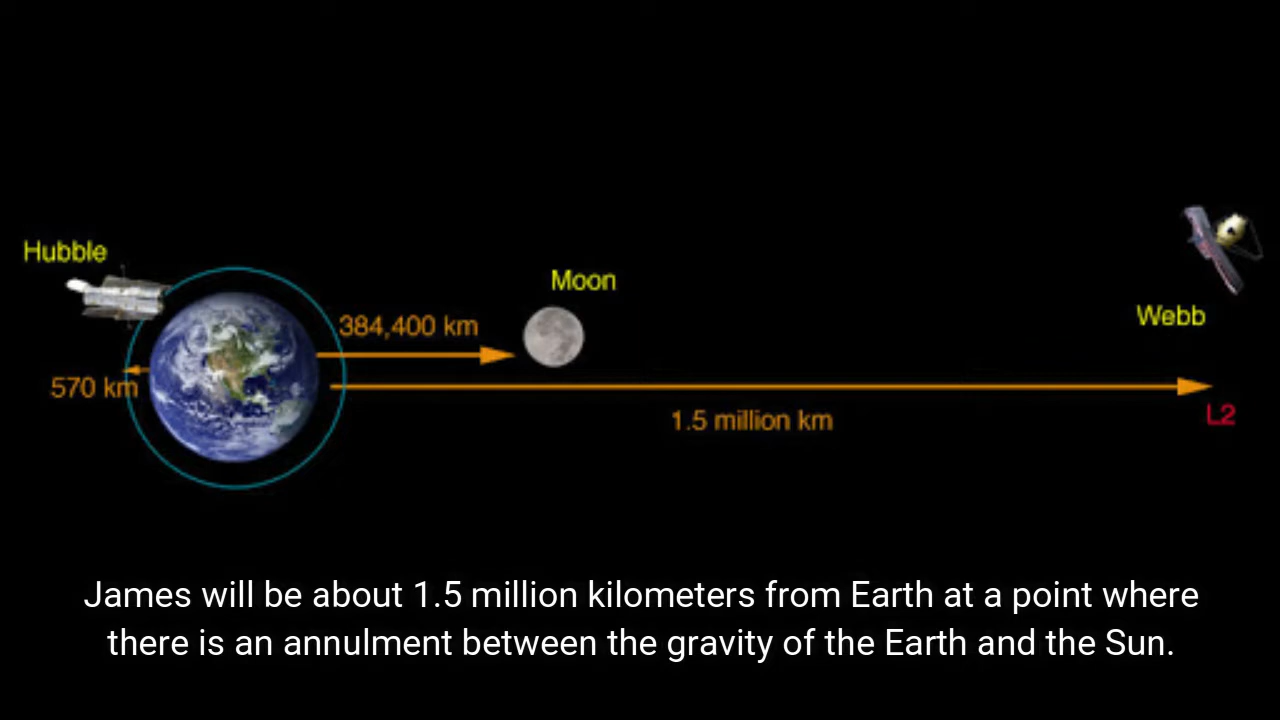 Hubble
Moon
384,400 km
Webb
570 km
1.5 million km
L2
James will be about 1.5 million kilometers from Earth at a point where
there is an annulment between the gravity of the Earth and the Sun.